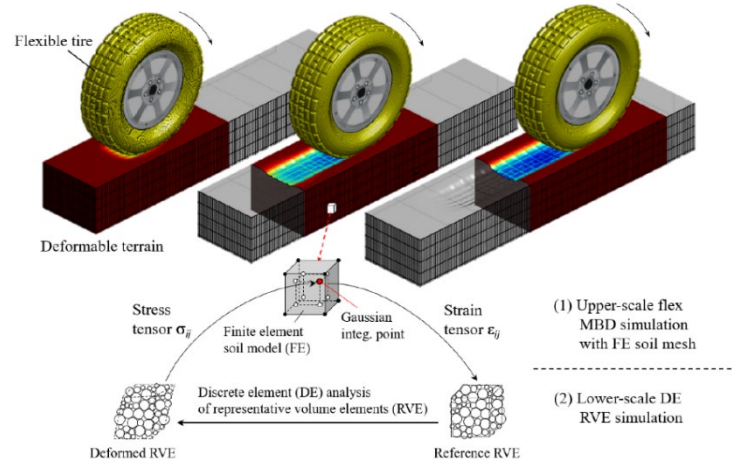 Flexible tire
Deformable terrain
Stress
tensor σij
Finite element
soil model (FE)
Gaussian
integ. point
Strain
tensor εij
(1) Upper-scale flex
MBD simulation
with FE soil mesh
Discrete element (DE) analysis
of representative volume elements (RVE)
(2) Lower-scale DE
RVE simulation
Deformed RVE
Reference RVE